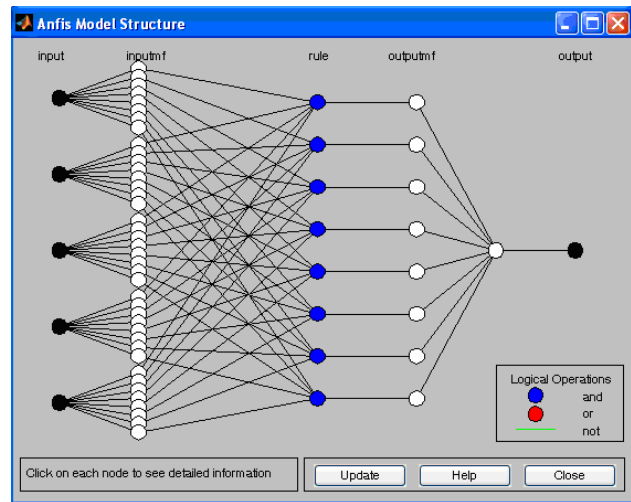 Anfis Model Structure
input inputmf rule outputmf output
Logical Operations
and
or
not
Click on each node to see detailed information
Update Help Close